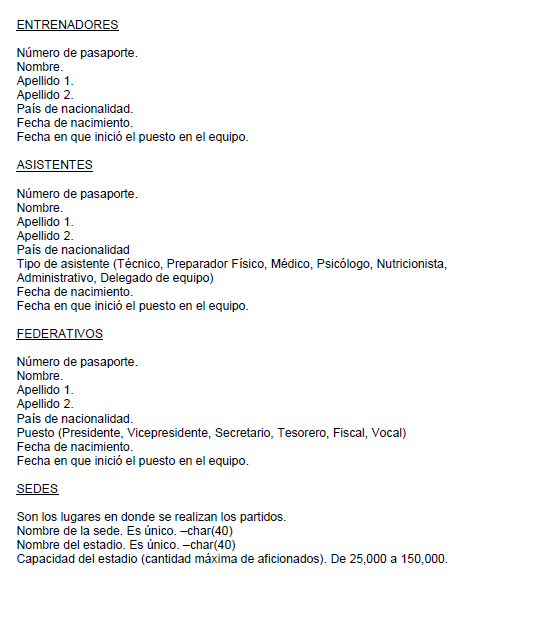 ENTRENADORES
Número de pasaporte.
Nombre.
Apellido 1.
Apellido 2.
País de nacionalidad.
Fecha de nacimiento.
Fecha en que inició el puesto en el equipo.
ASISTENTES
Número de pasaporte.
Nombre.
Apellido 1.
Apellido 2.
País de nacionalidad
Tipo de asistente (Técnico, Preparador Físico, Médico, Psicólogo, Nutricionista,
Administrativo, Delegado de equipo)
Fecha de nacimiento.
Fecha en que inició el puesto en el equipo.
FEDERATIVOS
Número de pasaporte.
Nombre.
Apellido 1.
Apellido 2.
País de nacionalidad.
Puesto (Presidente, Vicepresidente, Secretario, Tesorero, Fiscal, Vocal)
Fecha de nacimiento.
Fecha en que inició el puesto en el equipo.
SEDES
Son los lugares en donde se realizan los partidos.
Nombre de la sede. Es único. –char(40)
Nombre del estadio. Es único. –char(40)
Capacidad del estadio (cantidad máxima de aficionados). De 25,000 a 150,000.